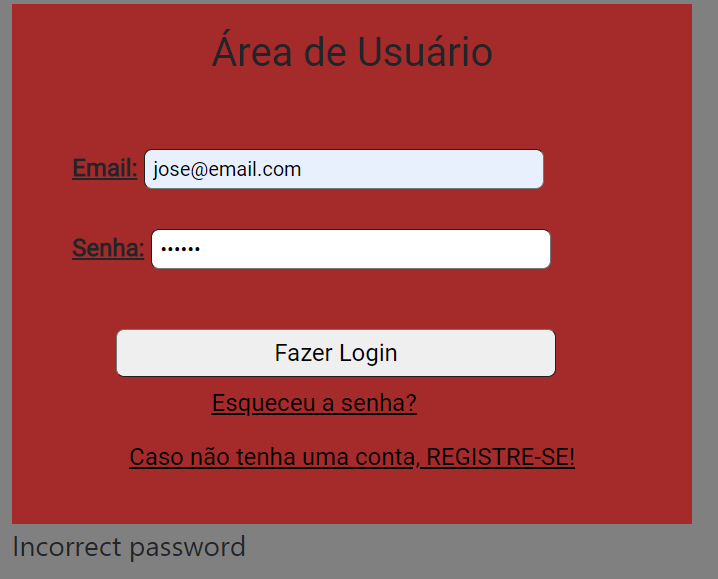 Área de Usuário
Email: jose@email.com
Senha: ••••••
Fazer Login
Esqueceu a senha?
Caso não tenha uma conta, REGISTRE-SE!
Incorrect password